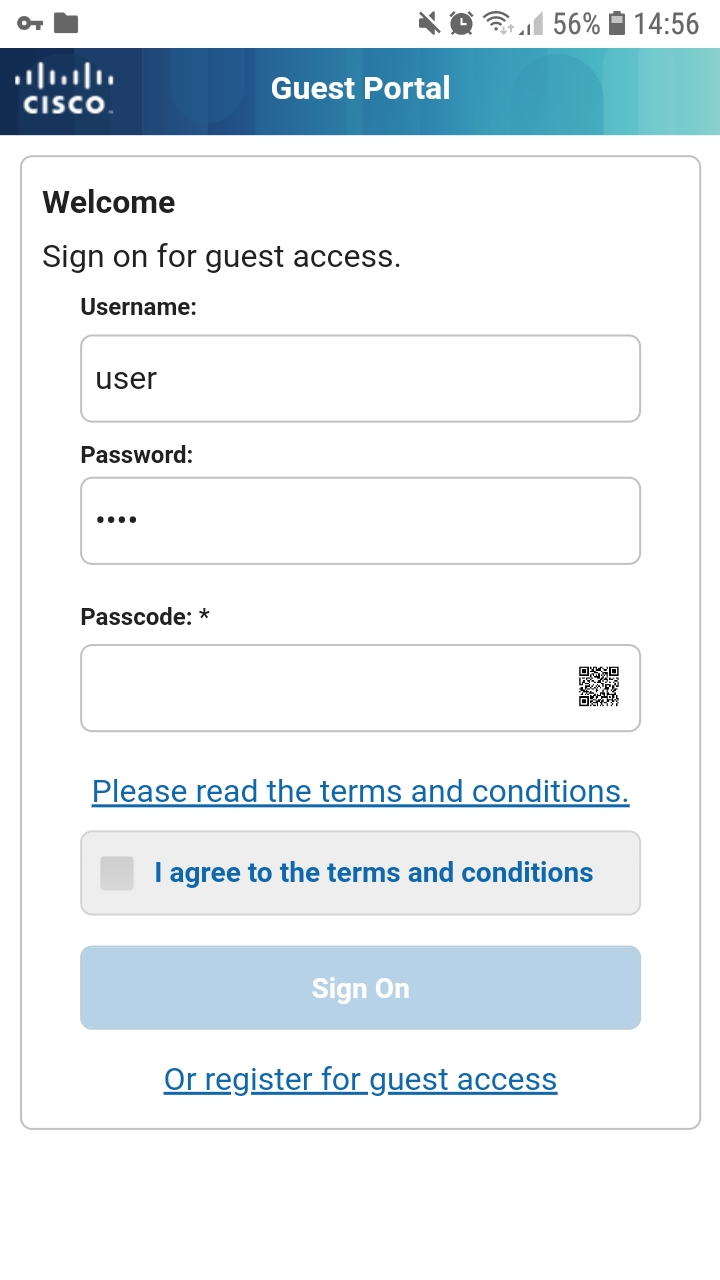 56% 14:56
CISCO
Guest Portal
Welcome
Sign on for guest access.
Username:
user
Password:
••••
Passcode: *
Please read the terms and conditions.
I agree to the terms and conditions
Sign On
Or register for guest access